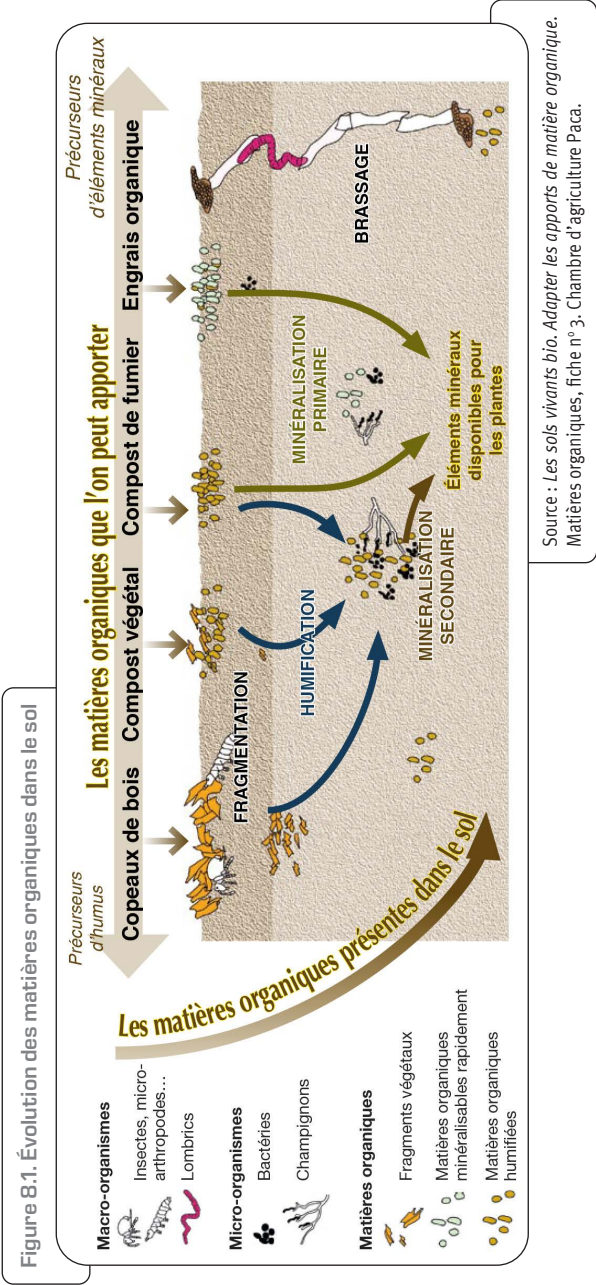 Figure 8.1. Évolution des matières organiques dans le sol
Précurseurs
d'humus
Les matières organiques que l'on peut apporter
Précurseurs
d'éléments minéraux
Copeaux de bois
Compost végétal
Compost de fumier
Engrais organique
FRAGMENTATION
HUMIFICATION
MINÉRALISATION
PRIMAIRE
BRASSAGE
MINÉRALISATION
SECONDAIRE
Éléments minéraux
disponibles pour
les plantes
Les matières organiques présentes dans le sol
Macro-organismes
Insectes, micro-
arthropodes...
Lombrics
Micro-organismes
Bactéries
Champignons
Matières organiques
Fragments végétaux
Matières organiques
minéralisables rapidement
Matières organiques
humifiées
Source : Les sols vivants bio. Adapter les apports de matière organique.
Matières organiques, fiche n° 3. Chambre d'agriculture Paca.